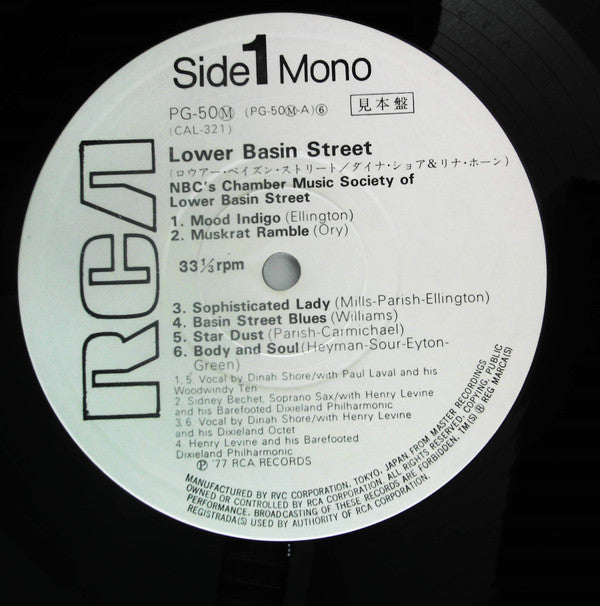 Side 1 Mono
PG-50Ⓜ (PG-50Ⓜ-A)⑥ 見本盤
(CAL-321)
Lower Basin Street
(ロウアー・ベイズン・ストリート/ダイナ・ショア&リナ・ホーン)
NBC's Chamber Music Society of
Lower Basin Street
1. Mood Indigo (Ellington)
2. Muskrat Ramble (Ory)
33 1/3 rpm
3. Sophisticated Lady (Mills-Parish-Ellington)
4. Basin Street Blues (Williams)
5. Star Dust (Parish-Carmichael)
6. Body and Soul (Heyman-Sour-Eyton-
Green)
1. 5. Vocal by Dinah Shore/with Paul Laval and his
Woodwindy Ten
2 Sidney Bechet, Soprano Sax/with Henry Levine
and his Barefooted Dixieland Philharmonic
3. 6 Vocal by Dinah Shore/with Henry Levine
and his Dixieland Octet
4 Henry Levine and his Barefooted
Dixieland Philharmonic
Ⓟ '77 RCA RECORDS
RCA
MANUFACTURED BY RVC CORPORATION, TOKYO, JAPAN FROM MASTER RECORDINGS
OWNED OR CONTROLLED BY RCA CORPORATION ALL RIGHTS RESERVED, COPYING, PUBLIC
PERFORMANCE, BROADCASTING OF THESE RECORDS ARE FORBIDDEN. TM(S) ® REG MARCA(S)
REGISTRADA(S) USED BY AUTHORITY OF RCA CORPORATION.